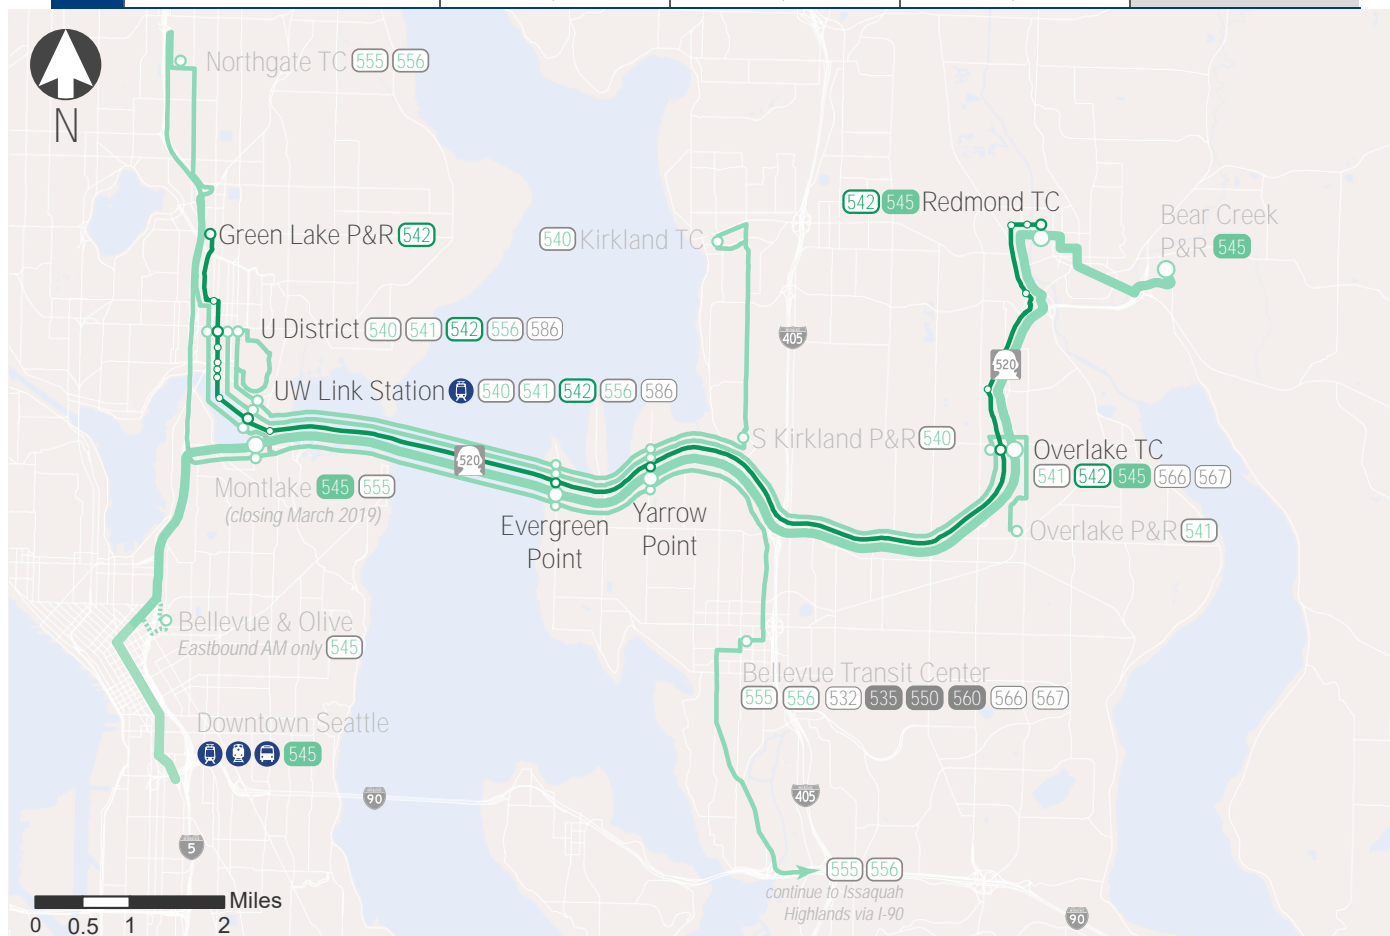 Northgate TC 555 556
N
542 545 Redmond TC
Bear Creek
P&R 545
Green Lake P&R 542
540 Kirkland TC
U District 540 541 542 556 586
405
520
UW Link Station 540 541 542 556 586
S Kirkland P&R 540
520
Overlake TC
541 542 545 566 567
Montlake 545 555
(closing March 2019)
Evergreen
Point
Yarrow
Point
Overlake P&R 541
Bellevue & Olive
Eastbound AM only 545
Bellevue Transit Center
555 556 532 535 550 560 566 567
Downtown Seattle
545
90
405
5
555 556
continue to Issaquah
Highlands via I-90
90
Miles
0 0.5 1 2